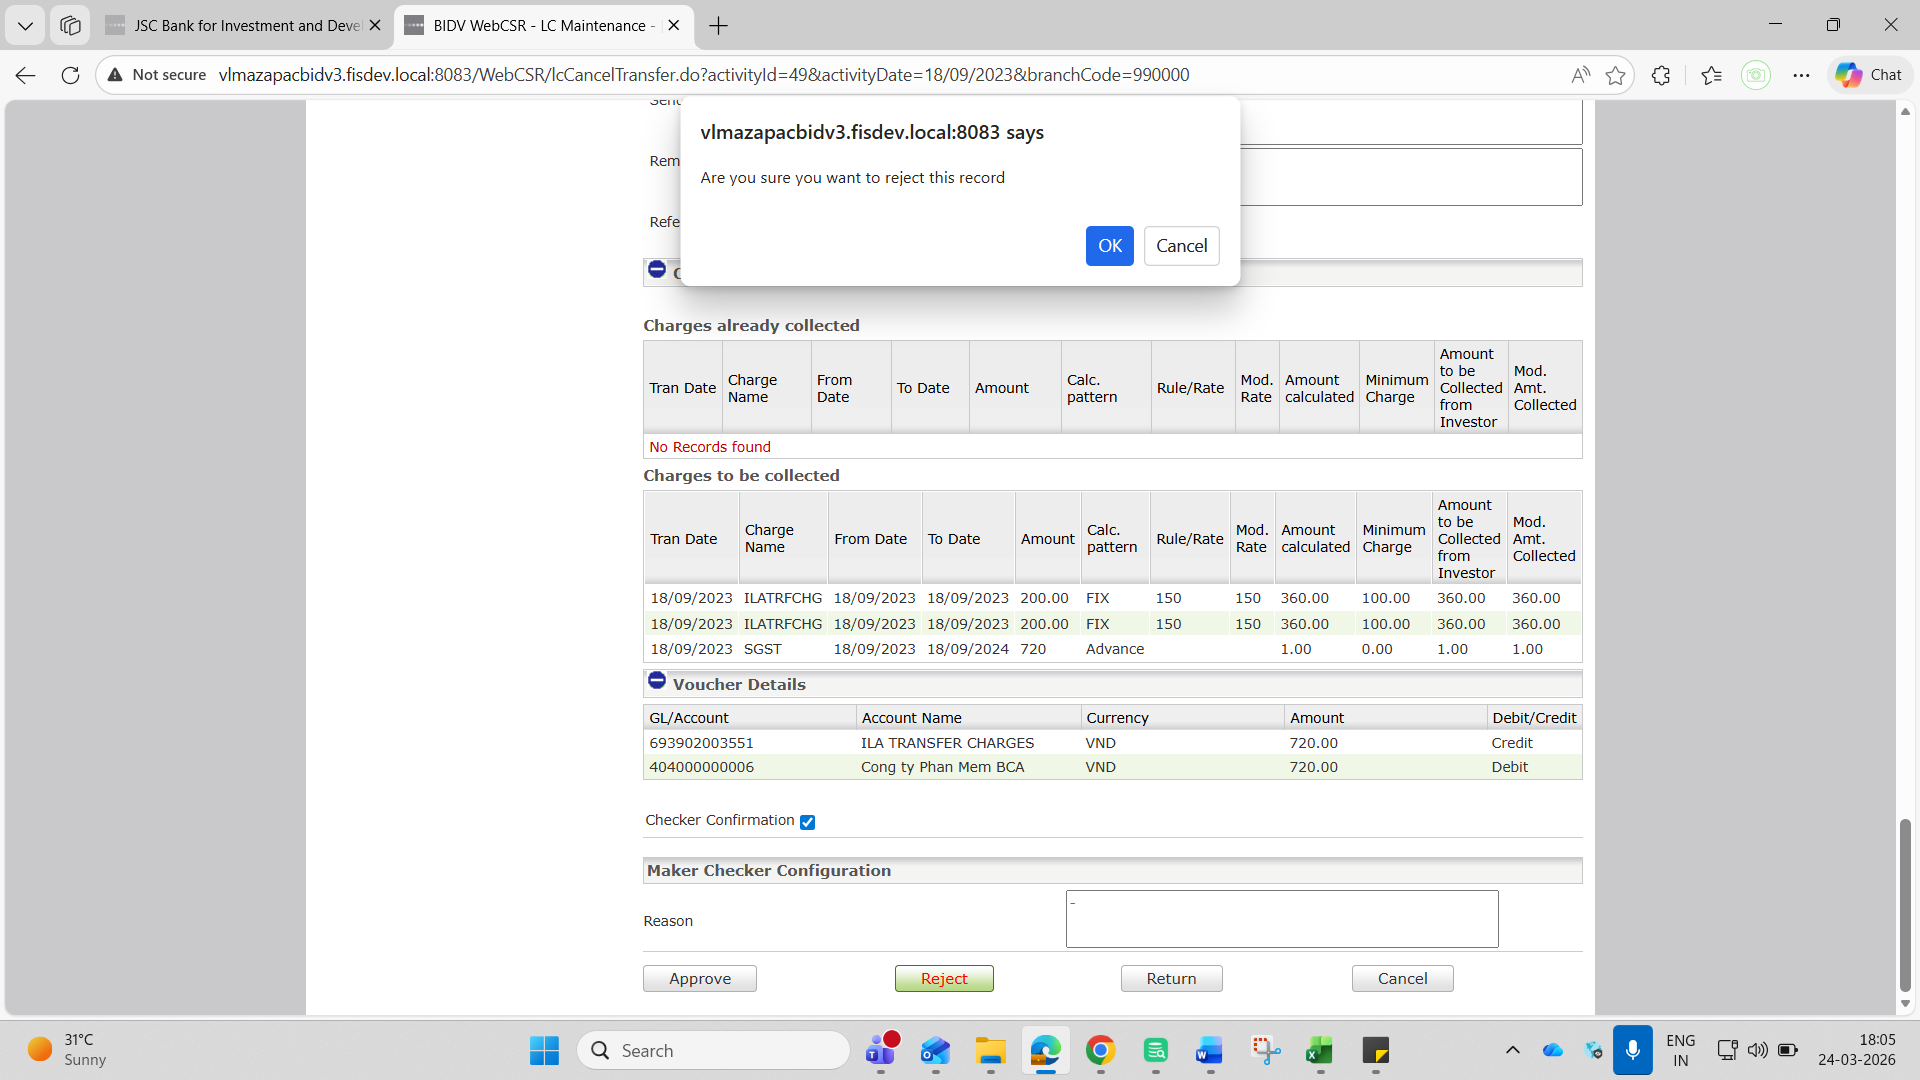 JSC Bank for Investment and Deve
BIDV WebCSR - LC Maintenance -
Not secure
vlmazapacbidv3.fisdev.local:8083/WebCSR/lcCancelTransfer.do?activityId=49&activityDate=18/09/2023&branchCode=990000
Chat
vlmazapacbidv3.fisdev.local:8083 says
Are you sure you want to reject this record
OK
Cancel
Send
Rem
Refe
Charges already collected
Tran Date
Charge Name
From Date
To Date
Amount
Calc. pattern
Rule/Rate
Mod. Rate
Amount calculated
Minimum Charge
Amount to be Collected from Investor
Mod. Amt. Collected
No Records found
Charges to be collected
Tran Date
Charge Name
From Date
To Date
Amount
Calc. pattern
Rule/Rate
Mod. Rate
Amount calculated
Minimum Charge
Amount to be Collected from Investor
Mod. Amt. Collected
18/09/2023 ILATRFCHG 18/09/2023 18/09/2023 200.00 FIX 150 150 360.00 100.00 360.00 360.00
18/09/2023 ILATRFCHG 18/09/2023 18/09/2023 200.00 FIX 150 150 360.00 100.00 360.00 360.00
18/09/2023 SGST 18/09/2023 18/09/2024 720 Advance 1.00 0.00 1.00 1.00
Voucher Details
GL/Account Account Name Currency Amount Debit/Credit
693902003551 ILA TRANSFER CHARGES VND 720.00 Credit
404000000006 Cong ty Phan Mem BCA VND 720.00 Debit
Checker Confirmation
Maker Checker Configuration
Reason
-
Approve
Reject
Return
Cancel
31°C
Sunny
Search
ENG
IN
18:05
24-03-2026